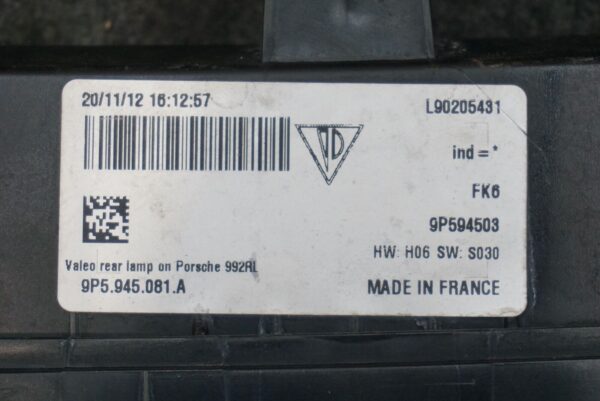 20/11/12 16:12:57
L90205431
ind = *
FK6
9P594503
HW: H06 SW: S030
Valeo rear lamp on Porsche 992RL
9P5.945.081.A
MADE IN FRANCE